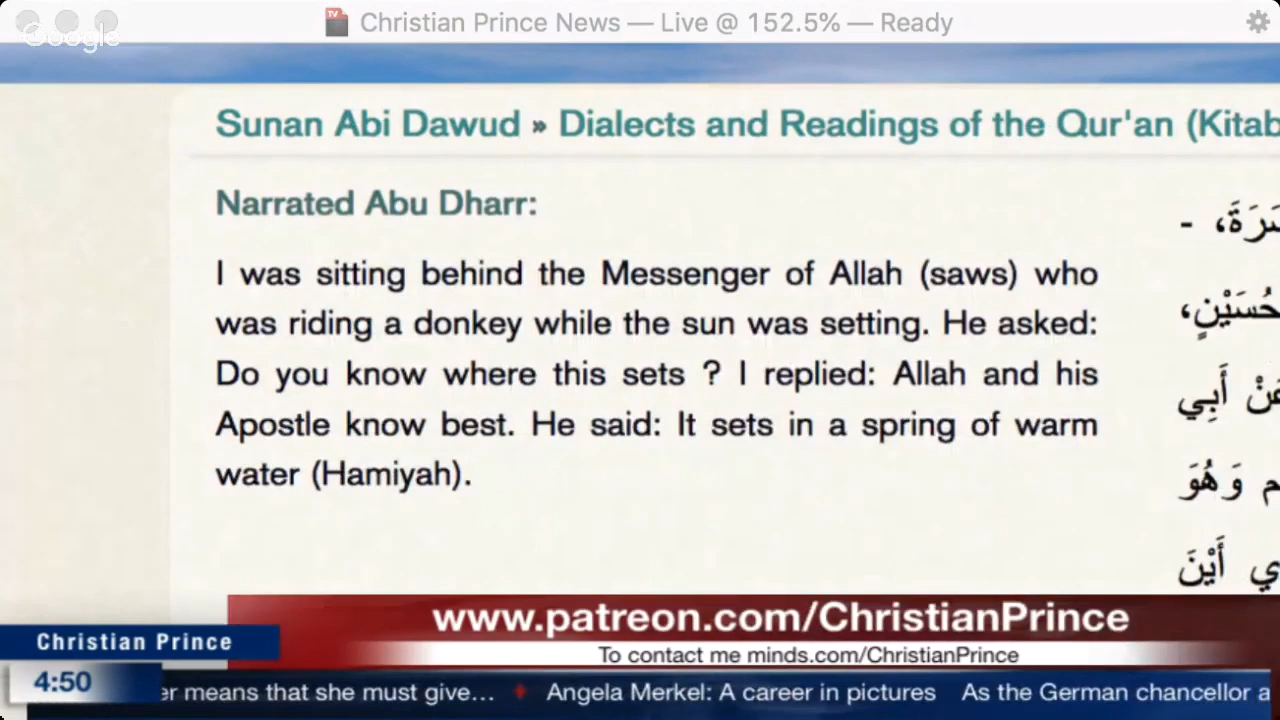 Christian Prince News — Live @ 152.5% — Ready
Google
Sunan Abi Dawud » Dialects and Readings of the Qur'an (Kitab
Narrated Abu Dharr:
I was sitting behind the Messenger of Allah (saws) who
was riding a donkey while the sun was setting. He asked:
Do you know where this sets ? I replied: Allah and his
Apostle know best. He said: It sets in a spring of warm
water (Hamiyah).
- ،
حُسَيْنٍ،
عَنْ أَبِي
م وَهُوَ
ي أَيْنَ
www.patreon.com/ChristianPrince
To contact me minds.com/ChristianPrince
Christian Prince
4:50
er means that she must give... Angela Merkel: A career in pictures As the German chancellor a